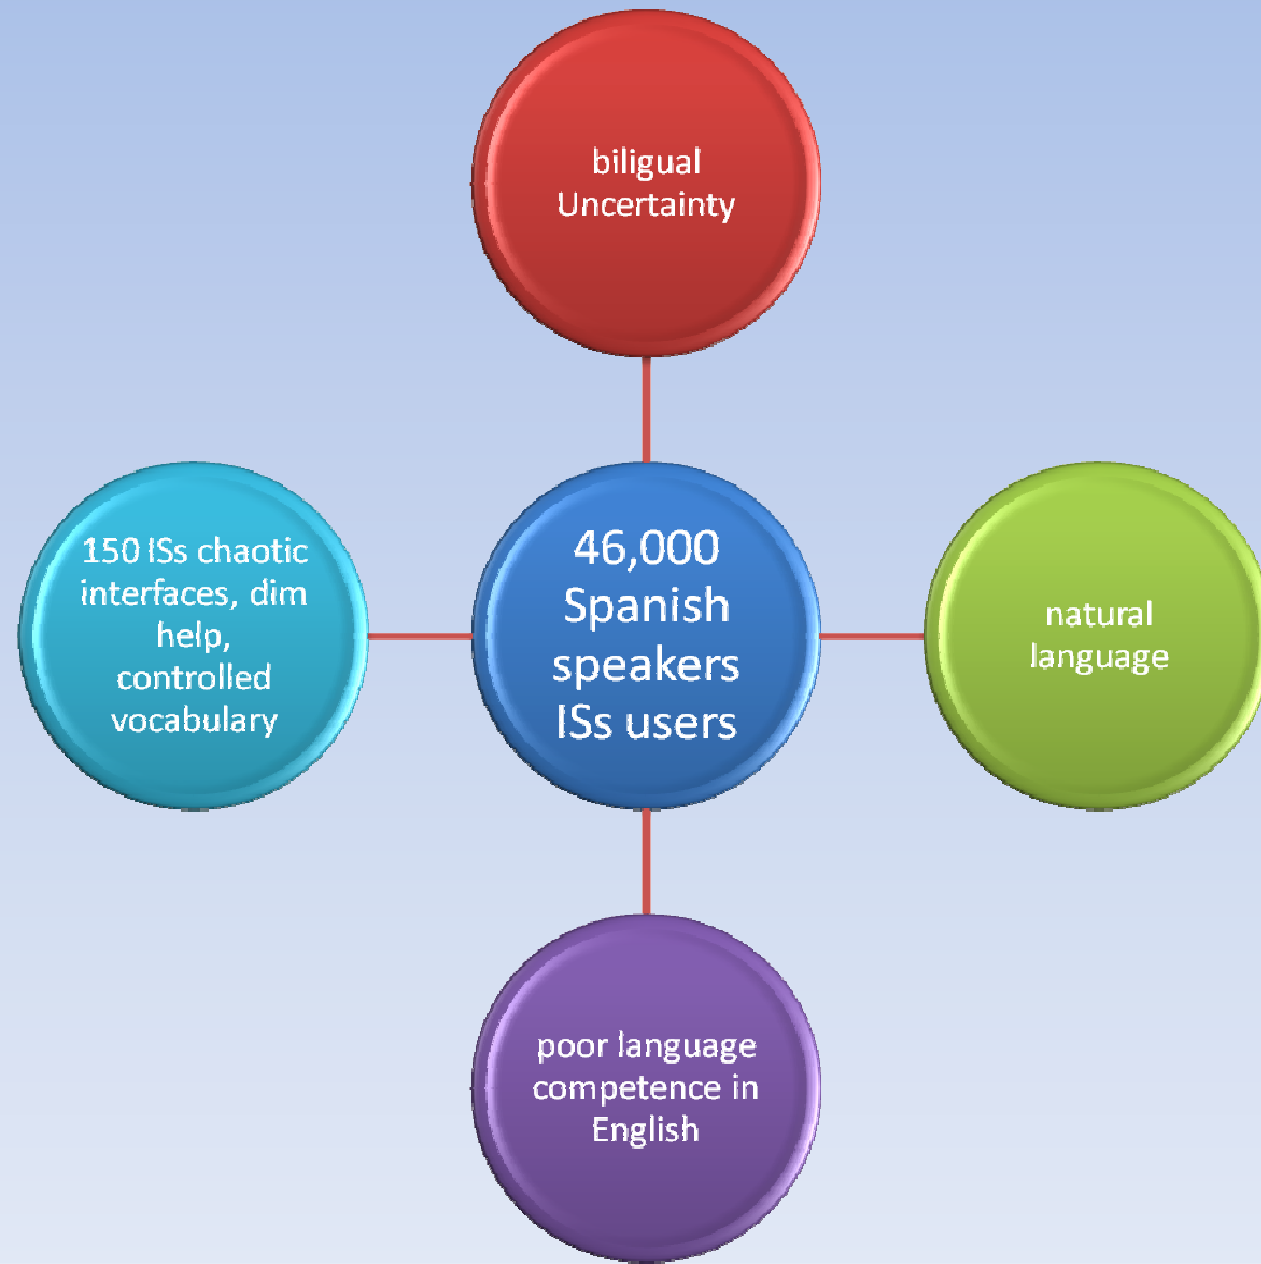 biligual
Uncertainty
150 ISs chaotic
interfaces, dim
help,
controlled
vocabulary
46,000
Spanish
speakers
ISs users
natural
language
poor language
competence in
English